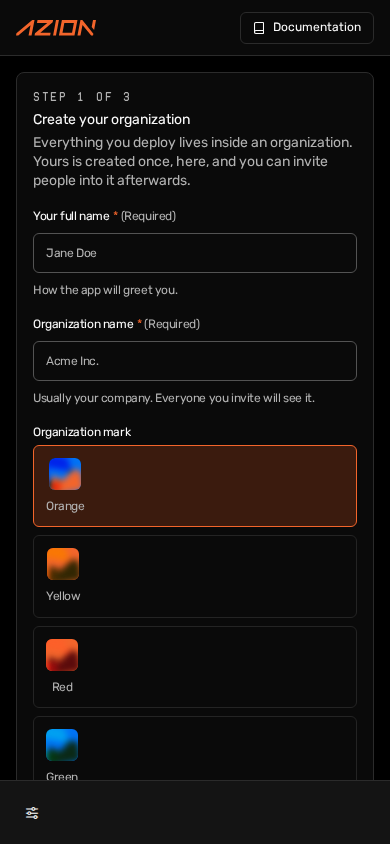 AZION
Documentation
STEP 1 OF 3
Create your organization
Everything you deploy lives inside an organization.
Yours is created once, here, and you can invite
people into it afterwards.
Your full name * (Required)
Jane Doe
How the app will greet you.
Organization name * (Required)
Acme Inc.
Usually your company. Everyone you invite will see it.
Organization mark
Orange
Yellow
Red
Green